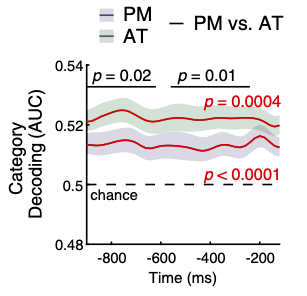 PM
AT
PM vs. AT
0.54
0.52
0.5
0.48
Category
Decoding (AUC)
p = 0.02
p = 0.01
p = 0.0004
p < 0.0001
chance
-800 -600 -400 -200
Time (ms)